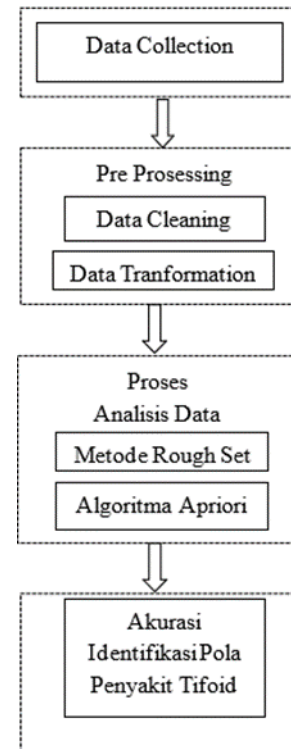 Data Collection
Pre Prosessing
Data Cleaning
Data Tranformation
Proses
Analisis Data
Metode Rough Set
Algoritma Apriori
Akurasi
IdentifikasiPola
Penyakit Tifoid